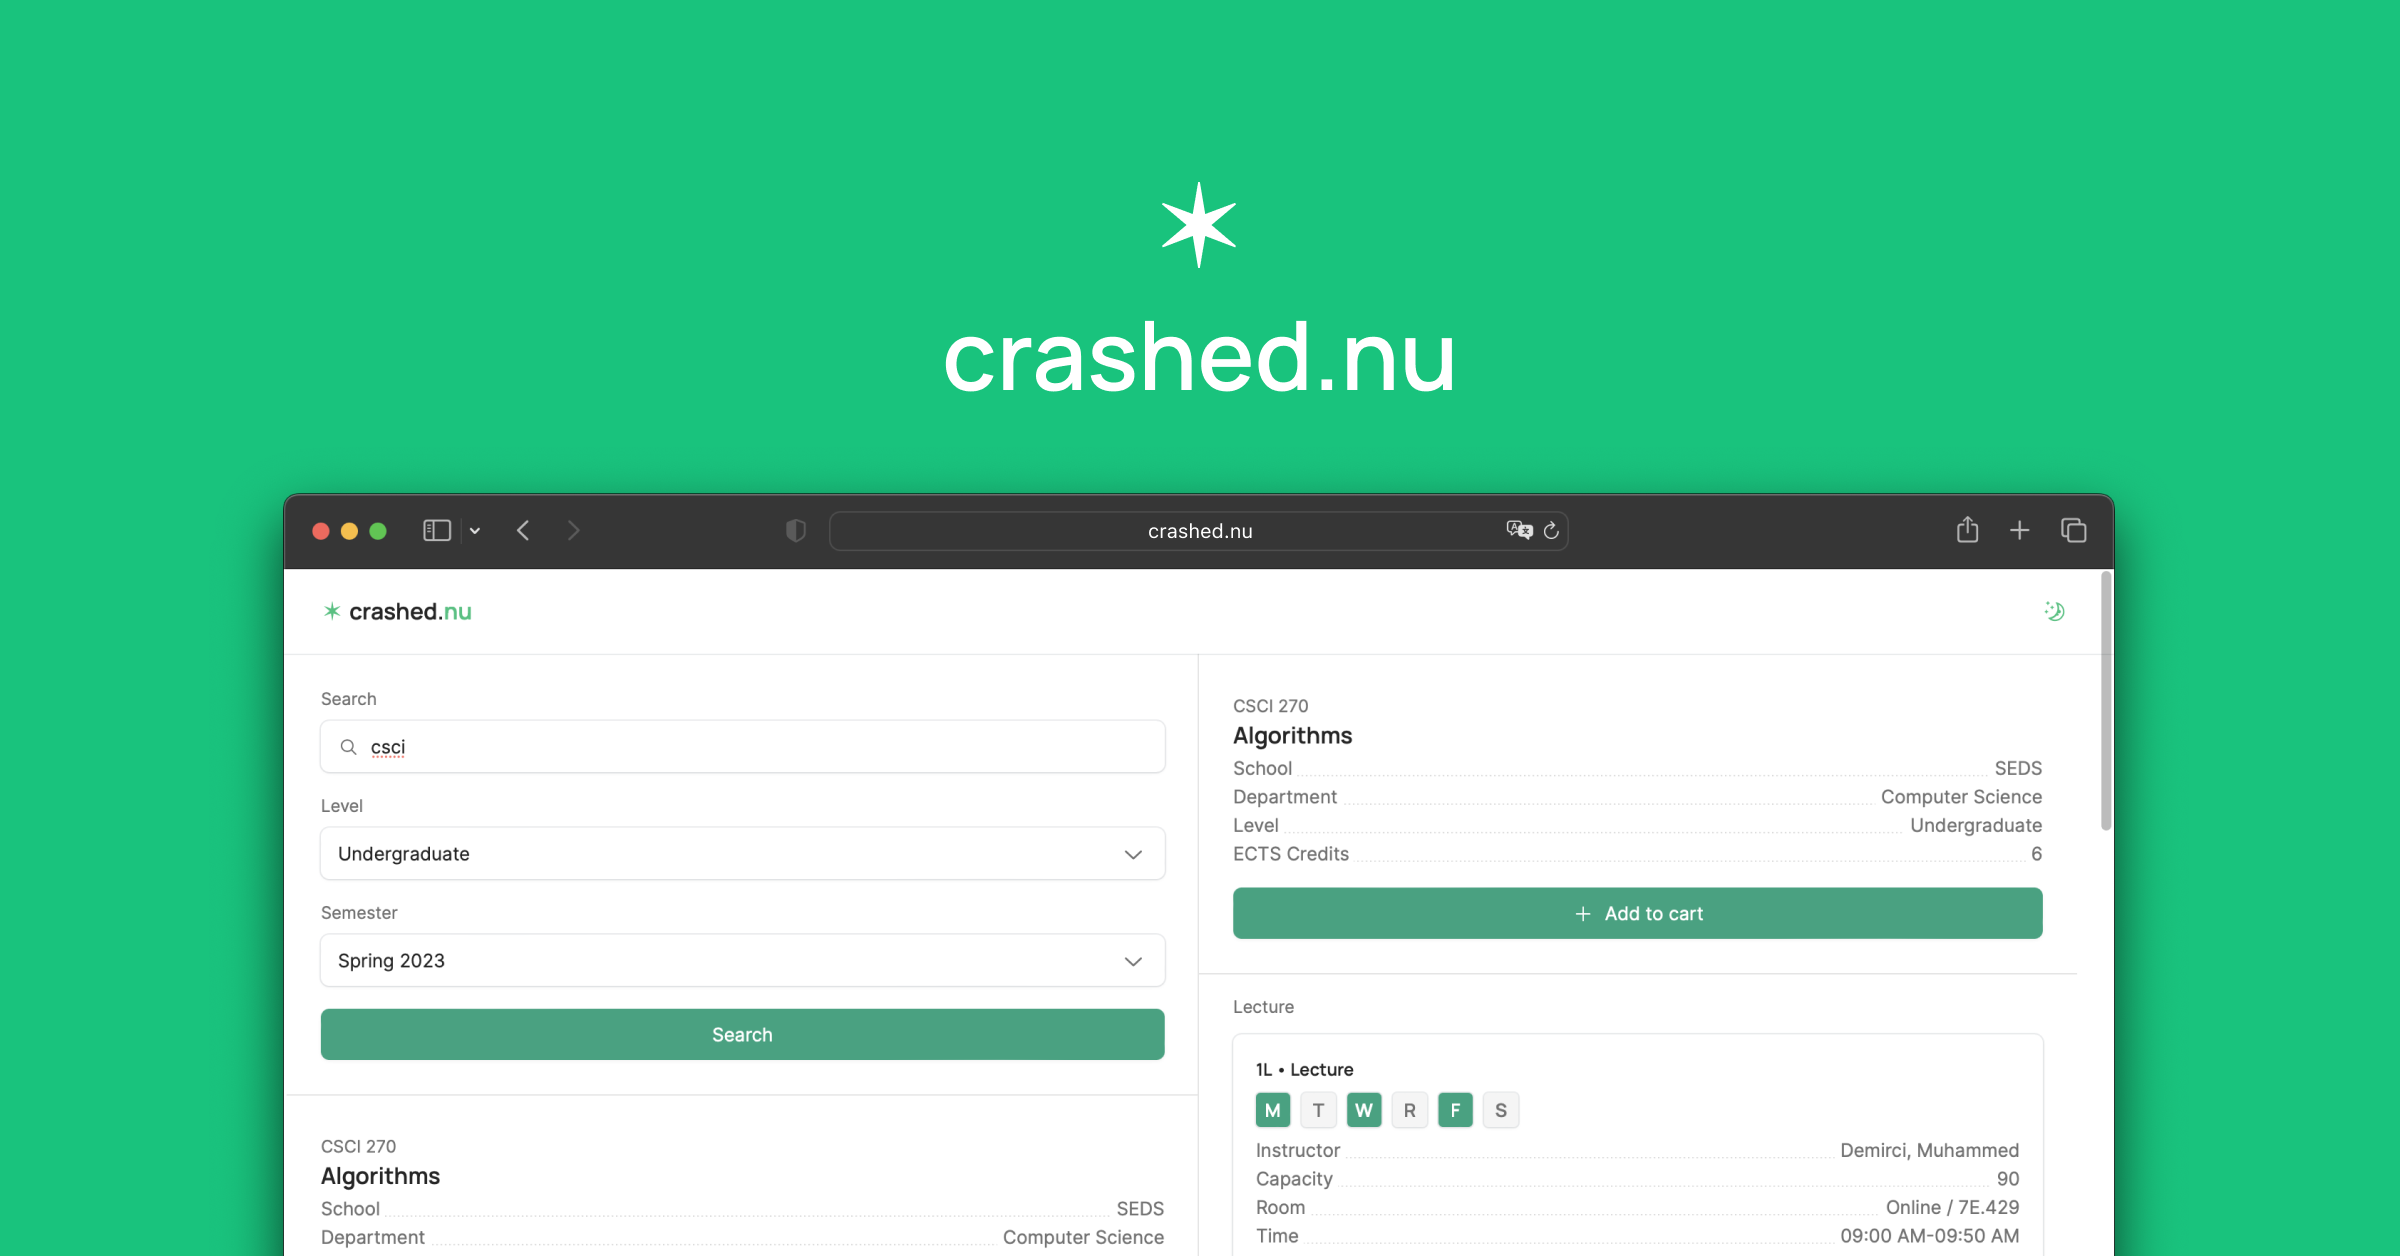 crashed.nu
crashed.nu
crashed.nu
Search
csci
Level
Undergraduate
Semester
Spring 2023
Search
CSCI 270
Algorithms
School SEDS
Department Computer Science
CSCI 270
Algorithms
School SEDS
Department Computer Science
Level Undergraduate
ECTS Credits 6
+ Add to cart
Lecture
1L • Lecture
M T W R F S
Instructor Demirci, Muhammed
Capacity 90
Room Online / 7E.429
Time 09:00 AM-09:50 AM